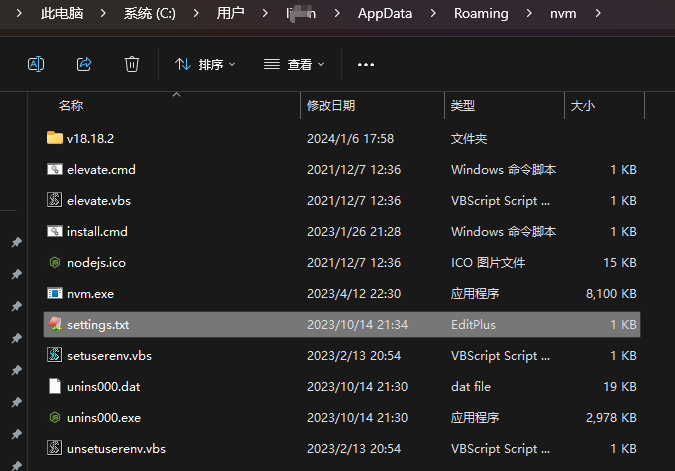 此电脑 > 系统 (C:) > 用户 > > AppData > Roaming > nvm >
排序 查看
名称 修改日期 类型 大小
v18.18.2 2024/1/6 17:58 文件夹
elevate.cmd 2021/12/7 12:36 Windows 命令脚本 1 KB
elevate.vbs 2021/12/7 12:36 VBScript Script ... 1 KB
install.cmd 2023/1/26 21:28 Windows 命令脚本 1 KB
nodejs.ico 2021/12/7 12:36 ICO 图片文件 15 KB
nvm.exe 2023/4/12 22:30 应用程序 8,100 KB
settings.txt 2023/10/14 21:34 EditPlus 1 KB
setuserenv.vbs 2023/2/13 20:54 VBScript Script ... 1 KB
unins000.dat 2023/10/14 21:30 dat file 19 KB
unins000.exe 2023/10/14 21:30 应用程序 2,978 KB
unsetuserenv.vbs 2023/2/13 20:54 VBScript Script ... 1 KB